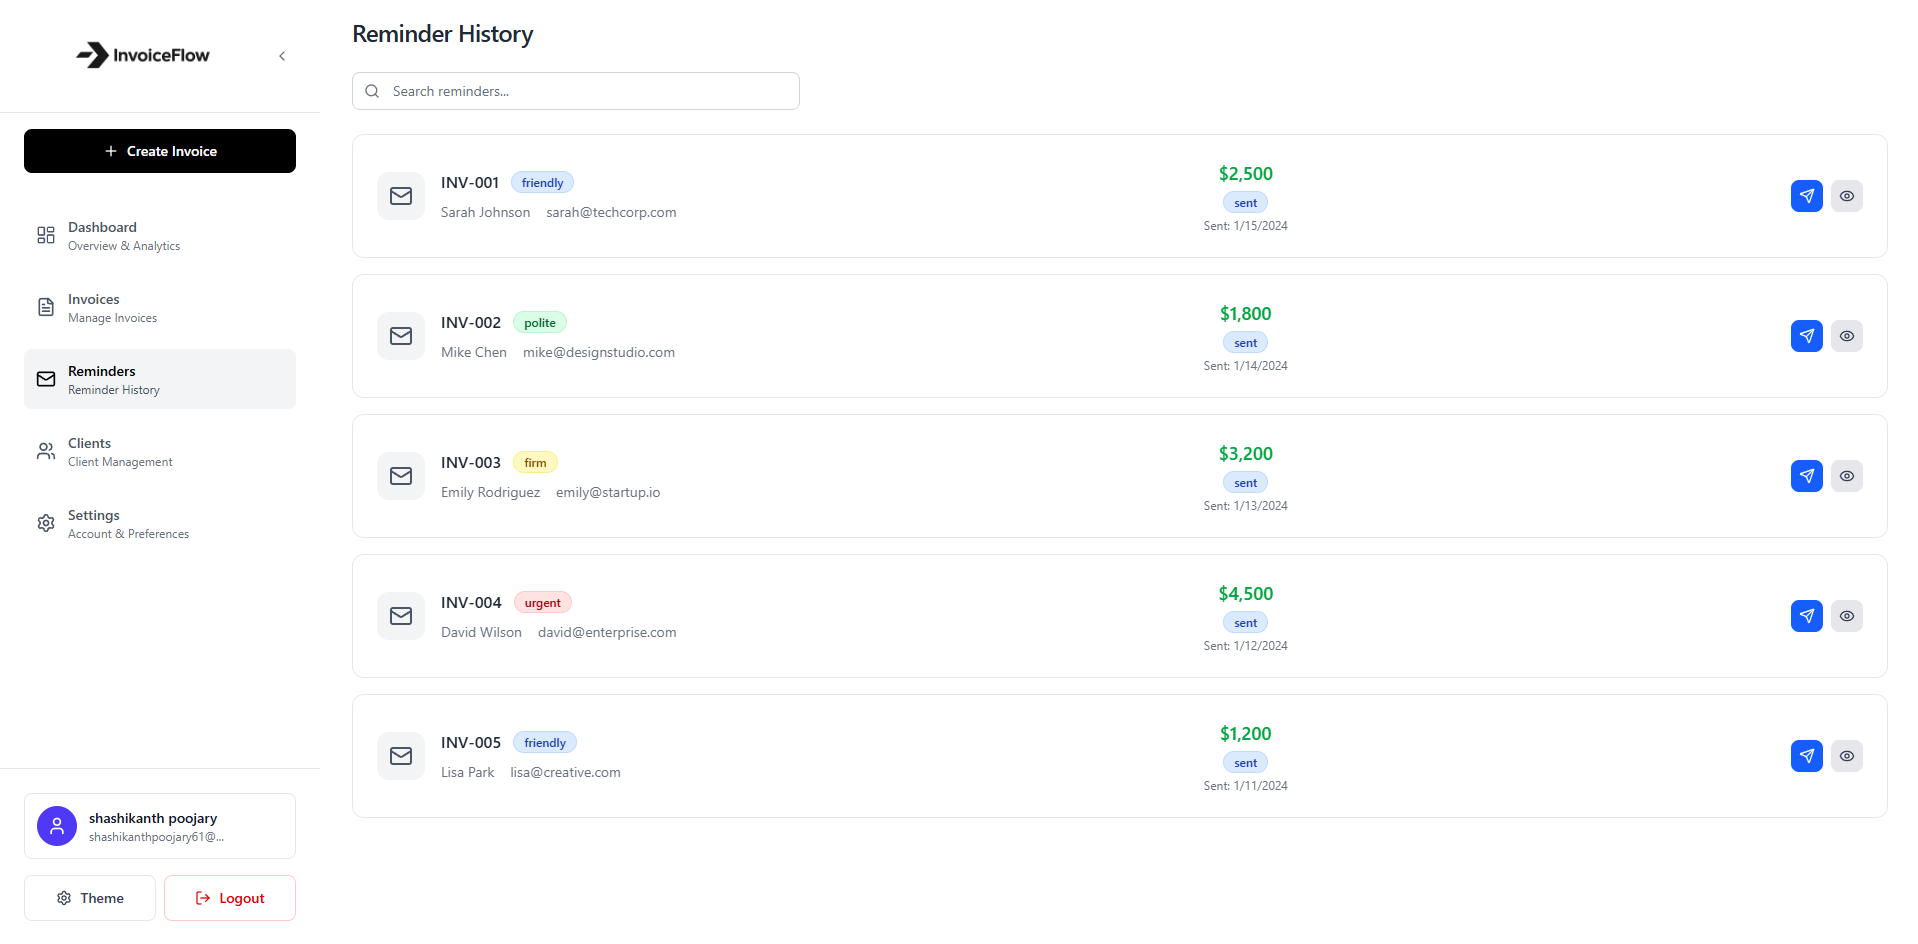 InvoiceFlow
Create Invoice
Dashboard
Overview & Analytics
Invoices
Manage Invoices
Reminders
Reminder History
Clients
Client Management
Settings
Account & Preferences
shashikanth poojary
shashikanthpoojary61@...
Theme
Logout
Reminder History
Search reminders...
INV-001 friendly
Sarah Johnson sarah@techcorp.com
$2,500
sent
Sent: 1/15/2024
INV-002 polite
Mike Chen mike@designstudio.com
$1,800
sent
Sent: 1/14/2024
INV-003 firm
Emily Rodriguez emily@startup.io
$3,200
sent
Sent: 1/13/2024
INV-004 urgent
David Wilson david@enterprise.com
$4,500
sent
Sent: 1/12/2024
INV-005 friendly
Lisa Park lisa@creative.com
$1,200
sent
Sent: 1/11/2024